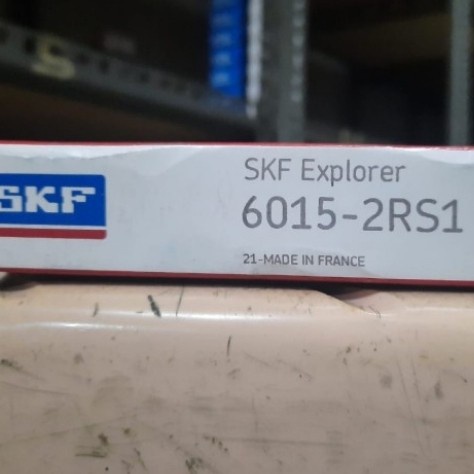 SKF
SKF Explorer
6015-2RS1
21-MADE IN FRANCE